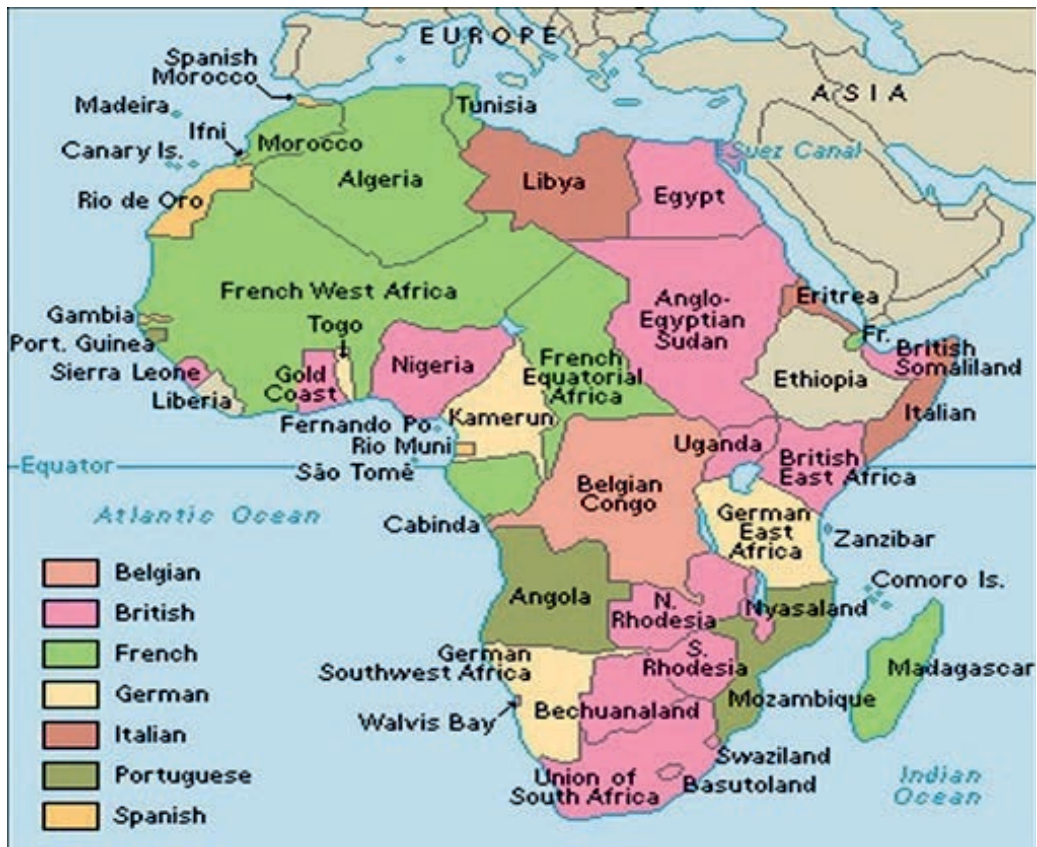 EUROPE
ASIA
Spanish
Morocco
Madeira
Tunisia
Ifni
Morocco
Canary Is.
Suez Canal
Algeria
Libya
Egypt
Rio de Oro
French West Africa
Anglo-
Egyptian
Sudan
Eritrea
Gambia
Togo
Fr.
Port. Guinea
British
Somaliland
Sierra Leone
Gold
Coast
Nigeria
French
Equatorial
Africa
Ethiopia
Liberia
Italian
Kamerun
Fernando Po
Rio Muni
Uganda
British
East Africa
Equator
São Tomê
Belgian
Congo
Atlantic Ocean
Cabinda
German
East
Africa
Zanzibar
Comoro Is.
Angola
N.
Rhodesia
Nyasaland
German
Southwest Africa
S.
Rhodesia
Madagascar
Mozambique
Walvis Bay
Bechuanaland
Swaziland
Union of
South Africa
Basutoland
Indian
Ocean
Belgian
British
French
German
Italian
Portuguese
Spanish